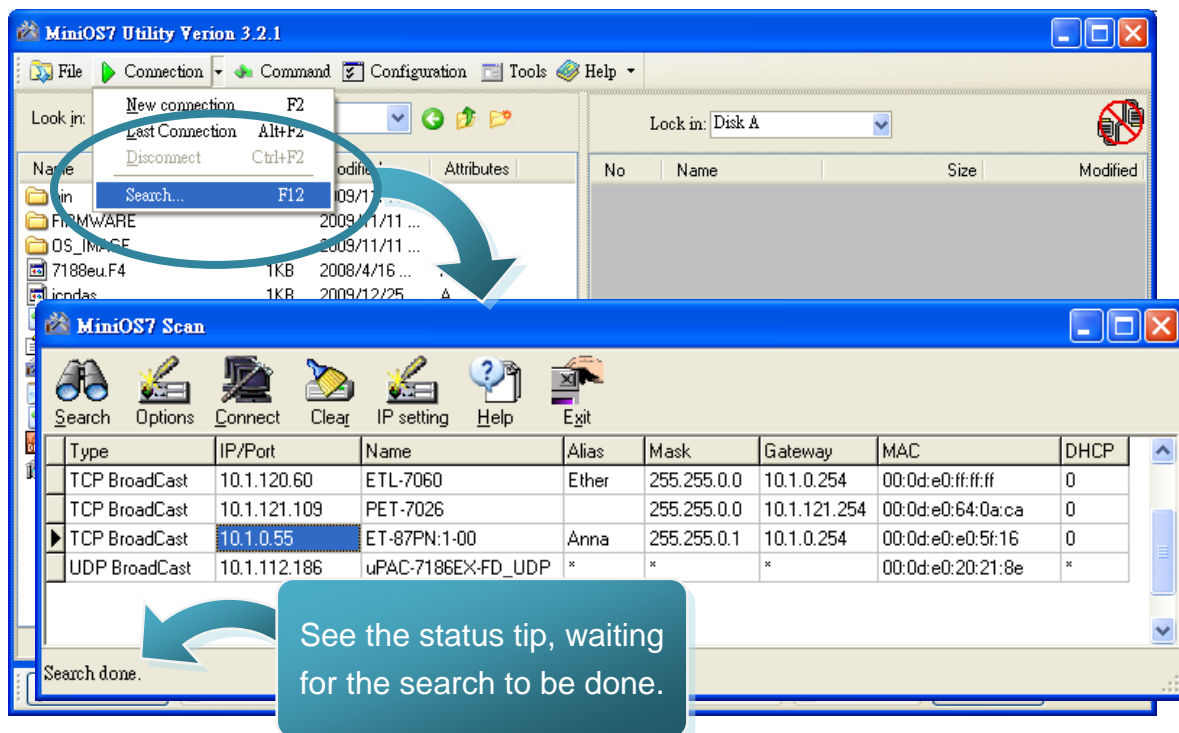 MiniOS7 Utility Verion 3.2.1
File Connection Command Configuration Tools Help
New connection F2
Last Connection Alt+F2
Disconnect Ctrl+F2
Search... F12
Look in:
Lock in: Disk A
Name Attributes
No Name Size Modified
bin
FIRMWARE 2009/11/11 ...
OS_IMAGE 2009/11/11 ...
7188eu.F4 1KB 2008/4/16 ...
icpdas 1KB 2009/12/25 A
MiniOS7 Scan
Search Options Connect Clear IP setting Help Exit
Type IP/Port Name Alias Mask Gateway MAC DHCP
TCP BroadCast 10.1.120.60 ETL-7060 Ether 255.255.0.0 10.1.0.254 00:0d:e0:ff:ff:ff 0
TCP BroadCast 10.1.121.109 PET-7026 255.255.0.0 10.1.121.254 00:0d:e0:64:0a:ca 0
TCP BroadCast 10.1.0.55 ET-87PN:1-00 Anna 255.255.0.1 10.1.0.254 00:0d:e0:e0:5f:16 0
UDP BroadCast 10.1.112.186 uPAC-7186EX-FD_UDP * * * 00:0d:e0:20:21:8e *
See the status tip, waiting
for the search to be done.
Search done.